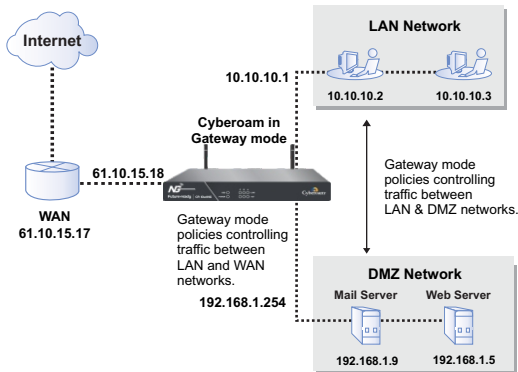 Internet
LAN Network
10.10.10.1
10.10.10.2
10.10.10.3
Cyberoam in
Gateway mode
61.10.15.18
NG
Cyberoam
WAN
61.10.15.17
Gateway mode
policies controlling
traffic between
LAN and WAN
networks.
Gateway mode
policies controlling
traffic between
LAN & DMZ networks.
192.168.1.254
DMZ Network
Mail Server
Web Server
192.168.1.9
192.168.1.5